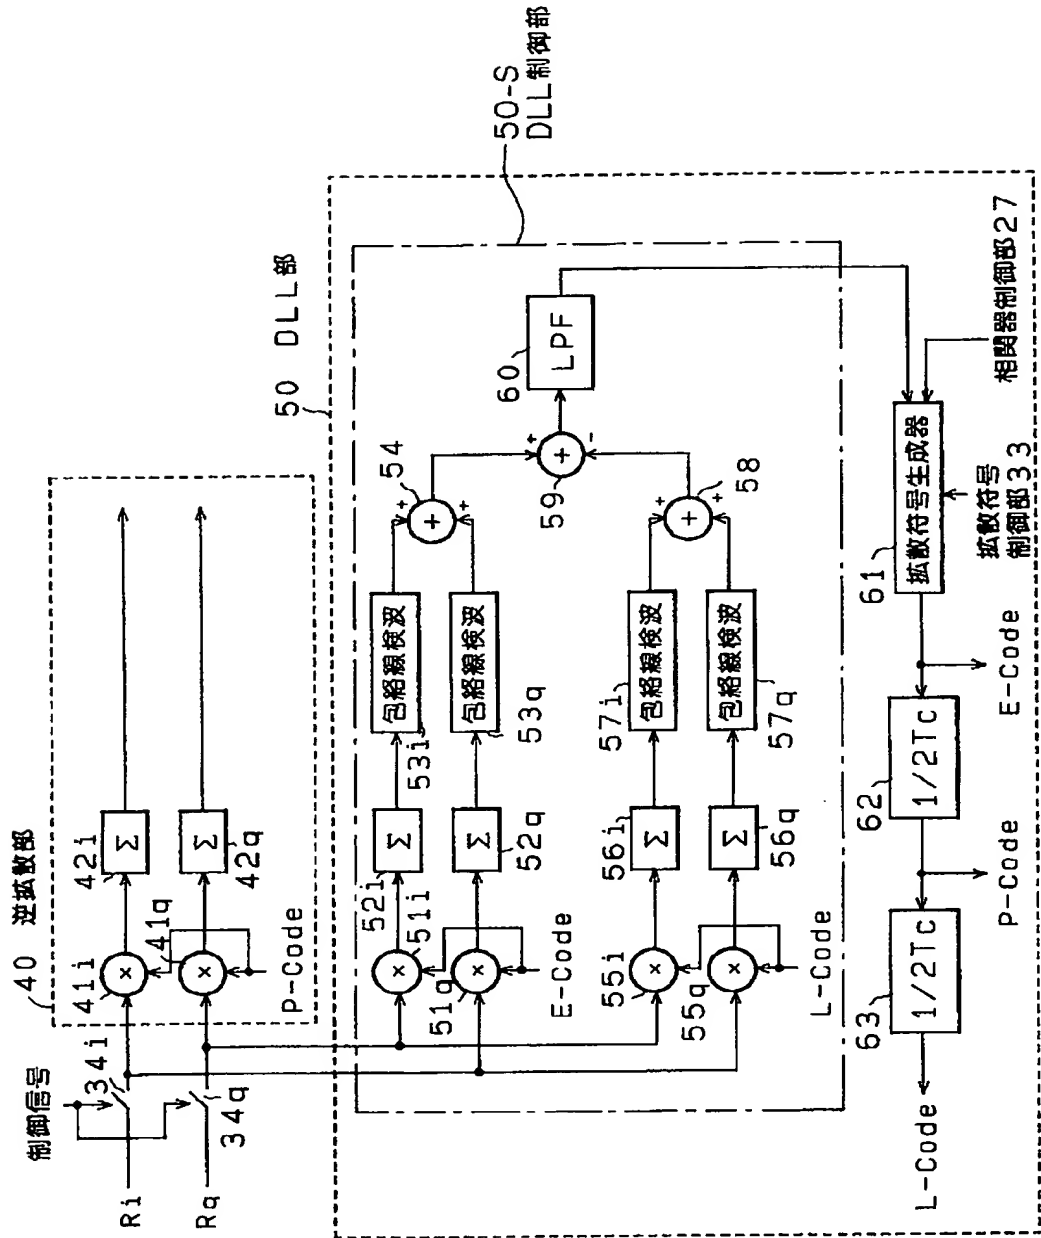 制御信号
Ri
Rq
34i
34q
40 逆拡散部
41i
41q
×
×
42i
42q
Σ
Σ
P-Code
50 DLL部
50-S
DLL制御部
51i
51q
×
×
E-Code
52i
52q
Σ
Σ
53i
53q
包絡線検波
包絡線検波
54
+
+
+
55i
55q
×
×
L-Code
56i
56q
Σ
Σ
57i
57q
包絡線検波
包絡線検波
58
+
+
+
59
+
+
-
60
LPF
61
拡散符号生成器
相関器制御部27
拡散符号
制御部33
E-Code
62
1/2Tc
P-Code
63
1/2Tc
L-Code